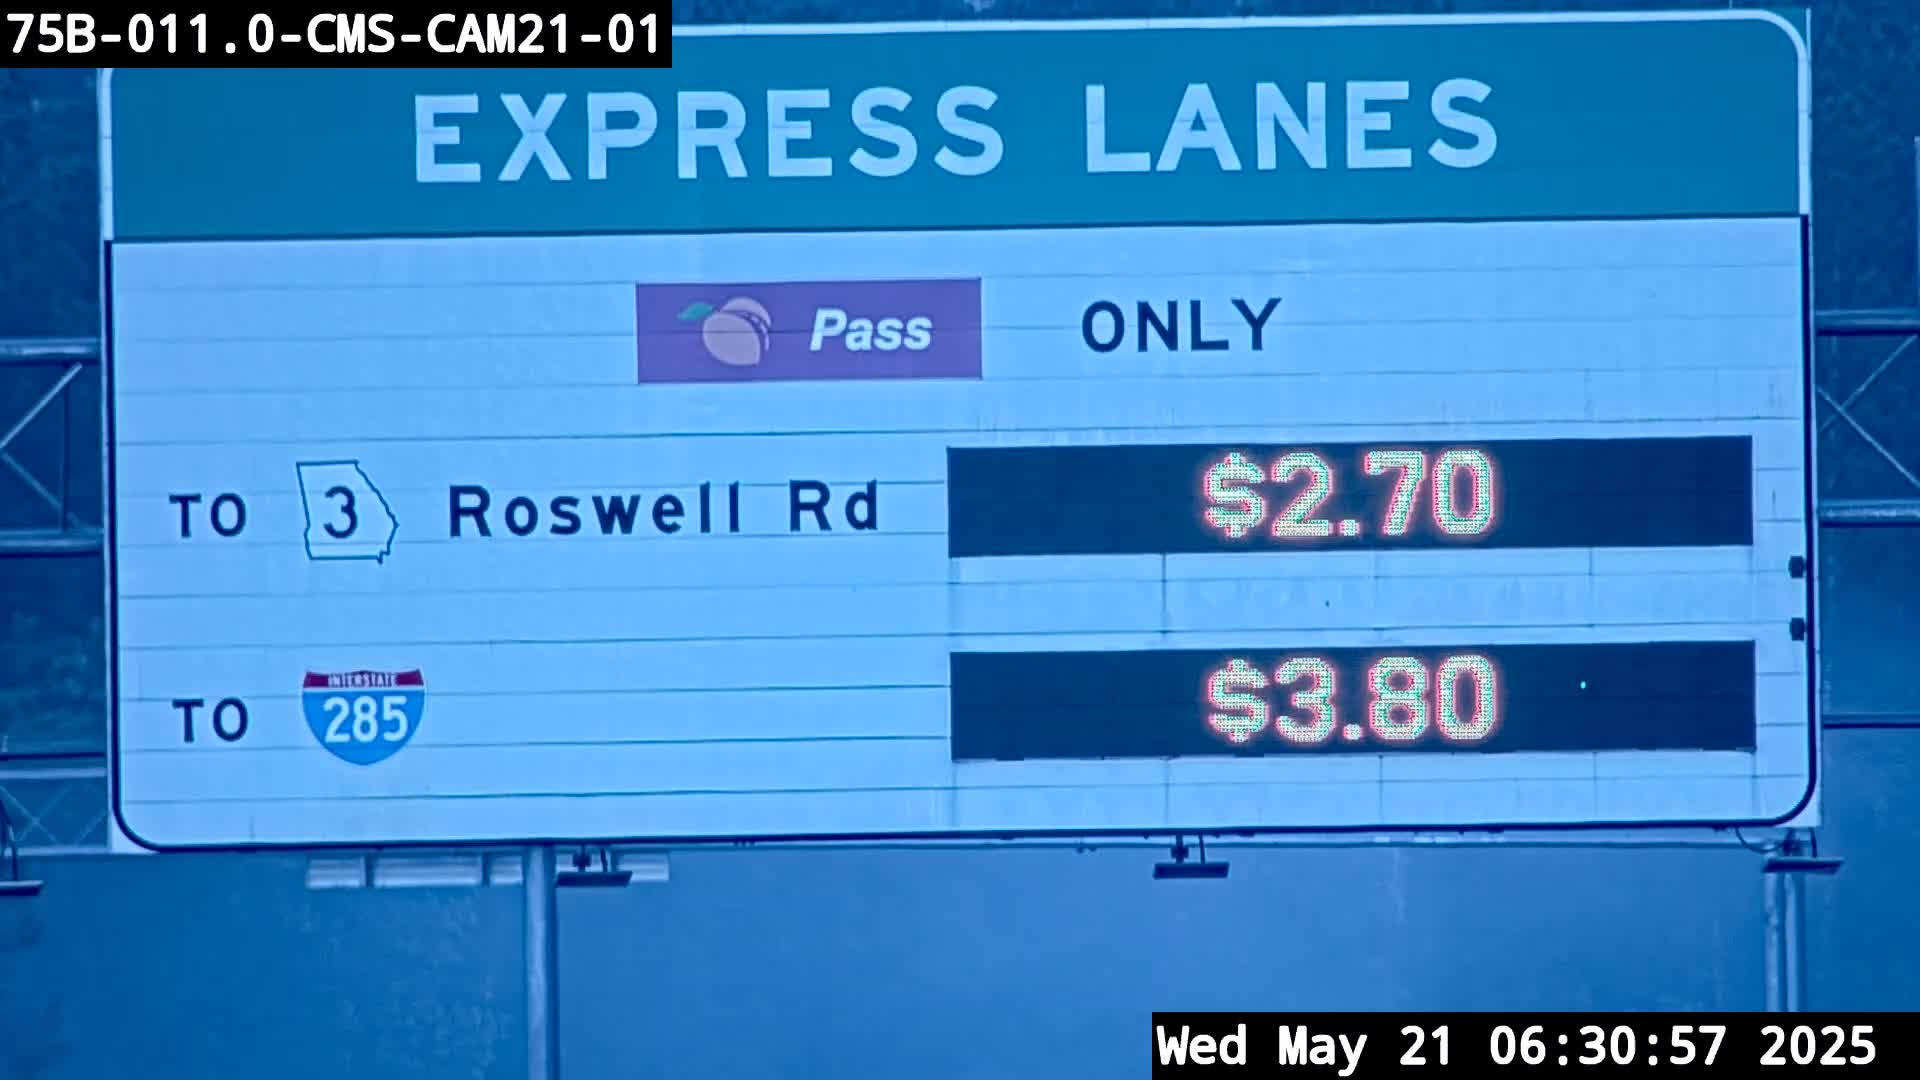 75B-011.0-CMS-CAM21-01
EXPRESS LANES
Pass ONLY
TO 3 Roswell Rd $2.70
TO INTERSTATE 285 $3.80
Wed May 21 06:30:57 2025